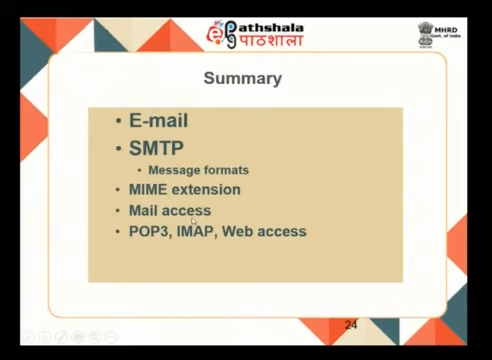 ePathshala
पाठशाला
MHRD
Govt. of India
Summary
• E-mail
• SMTP
• Message formats
• MIME extension
• Mail access
• POP3, IMAP, Web access
24